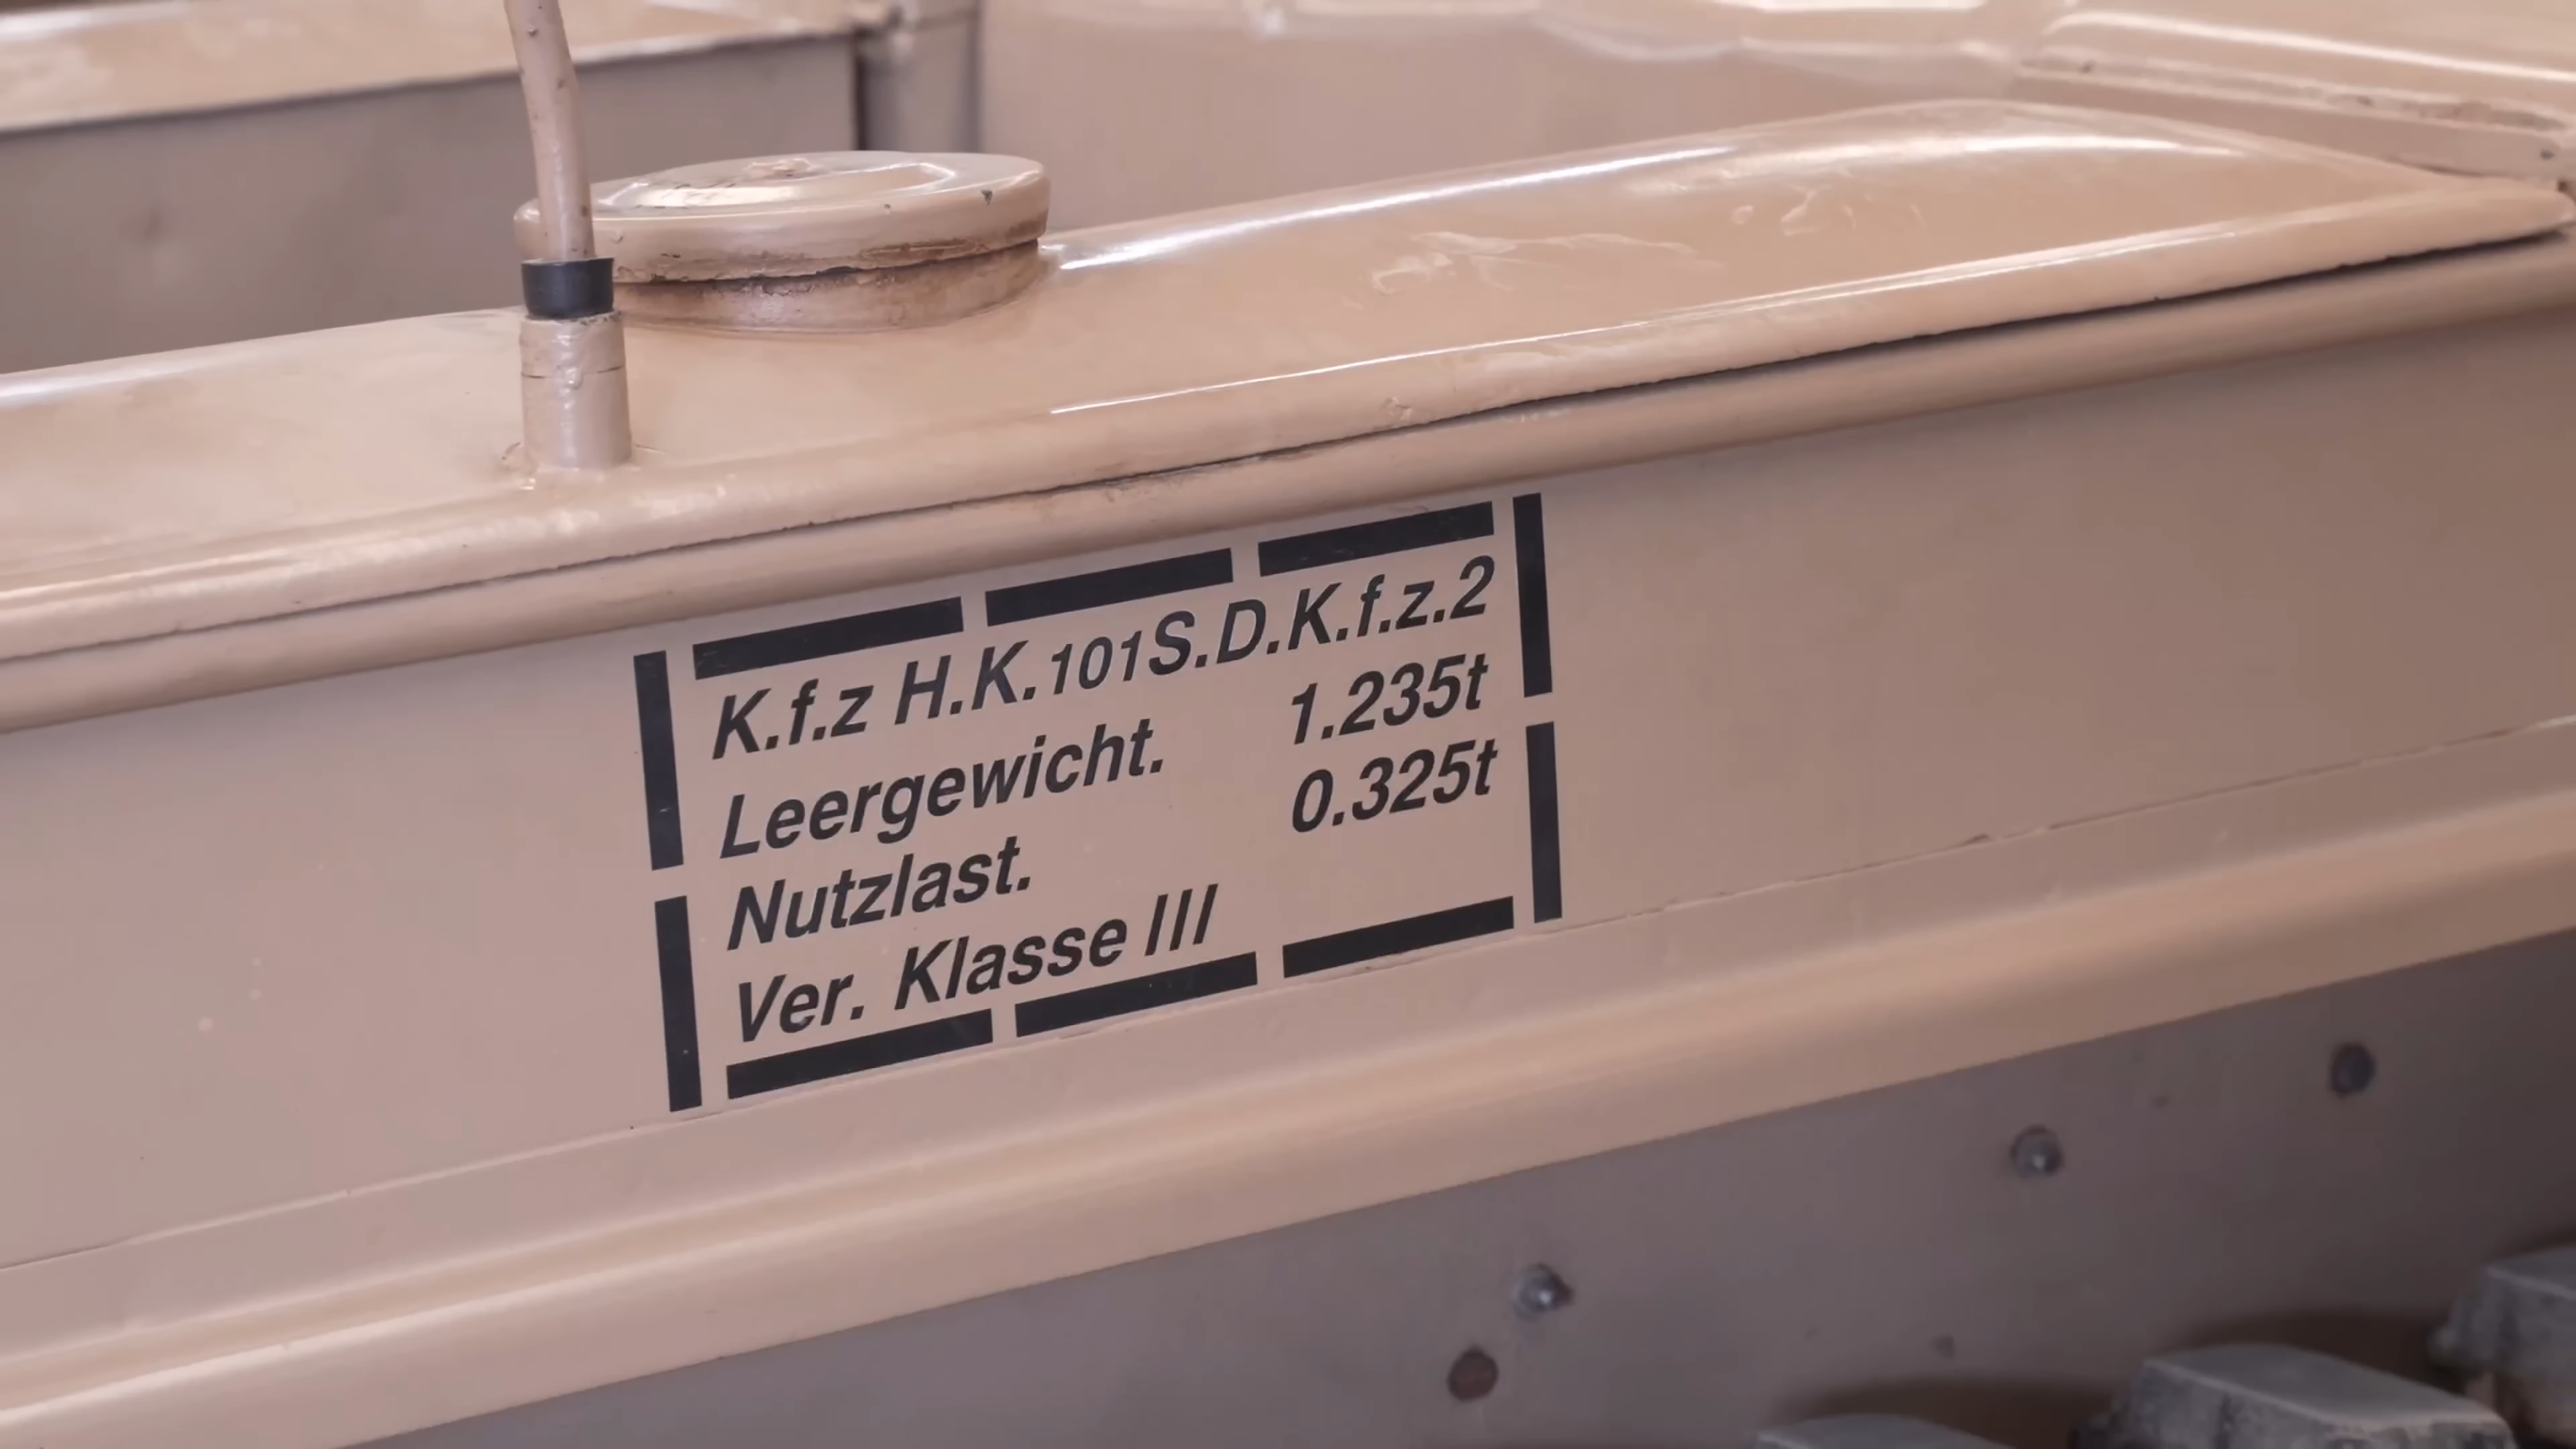 K.f.z H.K.101S.D.K.f.z.2
Leergewicht. 1.235t
Nutzlast. 0.325t
Ver. Klasse III